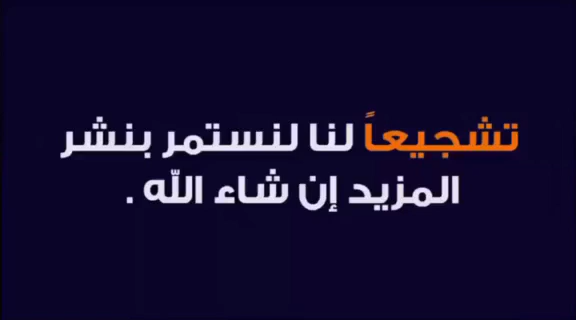 تشجيعاً لنا لنستمر بنشر
المزيد إن شاء الله .